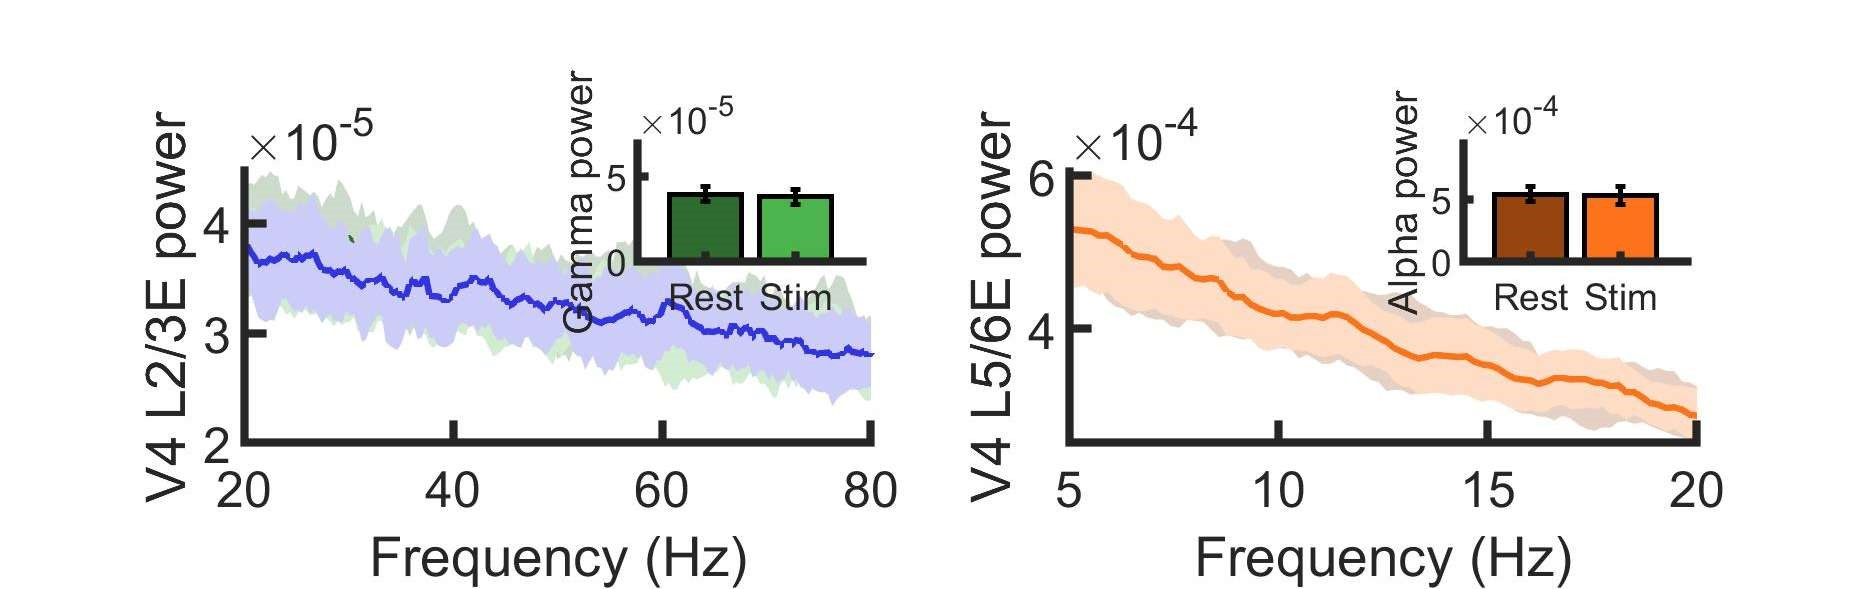 V4 L2/3E power
×10-5
4
3
2
20 40 60 80
Frequency (Hz)
Gamma power
×10-5
5
0
Rest Stim
V4 L5/6E power
×10-4
6
4
5 10 15 20
Frequency (Hz)
Alpha power
×10-4
5
0
Rest Stim